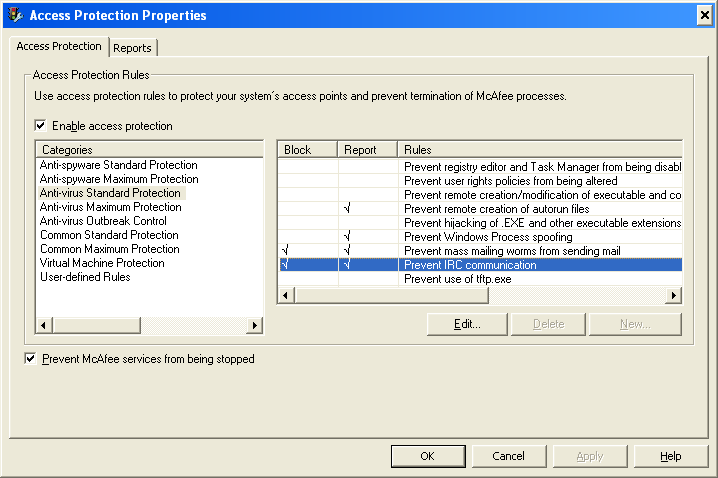 Access Protection Properties
Access Protection
Reports
Access Protection Rules
Use access protection rules to protect your system's access points and prevent termination of McAfee processes.
Enable access protection
Categories
Anti-spyware Standard Protection
Anti-spyware Maximum Protection
Anti-virus Standard Protection
Anti-virus Maximum Protection
Anti-virus Outbreak Control
Common Standard Protection
Common Maximum Protection
Virtual Machine Protection
User-defined Rules
Block Report Rules
Prevent registry editor and Task Manager from being disabl
Prevent user rights policies from being altered
Prevent remote creation/modification of executable and co
√ Prevent remote creation of autorun files
Prevent hijacking of .EXE and other executable extensions
√ Prevent Windows Process spoofing
√ √ Prevent mass mailing worms from sending mail
√ √ Prevent IRC communication
Prevent use of tftp.exe
Edit... Delete New...
Prevent McAfee services from being stopped
OK Cancel Apply Help